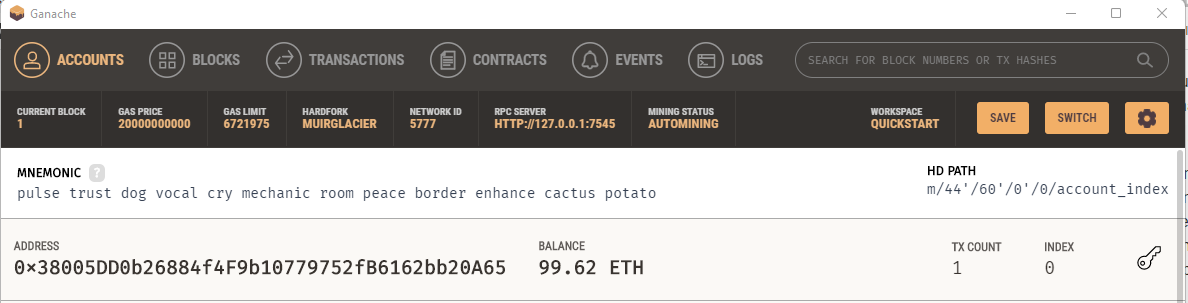 Ganache
ACCOUNTS BLOCKS TRANSACTIONS CONTRACTS EVENTS LOGS SEARCH FOR BLOCK NUMBERS OR TX HASHES
CURRENT BLOCK GAS PRICE GAS LIMIT HARDFORK NETWORK ID RPC SERVER MINING STATUS WORKSPACE
1 20000000000 6721975 MUIRGLACIER 5777 HTTP://127.0.0.1:7545 AUTOMINING QUICKSTART SAVE SWITCH
MNEMONIC ? HD PATH
pulse trust dog vocal cry mechanic room peace border enhance cactus potato m/44'/60'/0'/0/account_index
ADDRESS BALANCE TX COUNT INDEX
0×38005DD0b26884f4F9b10779752fB6162bb20A65 99.62 ETH 1 0